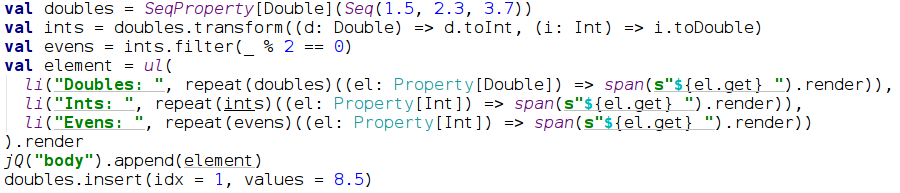 val doubles = SeqProperty[Double](Seq(1.5, 2.3, 3.7))
val ints = doubles.transform((d: Double) => d.toInt, (i: Int) => i.toDouble)
val evens = ints.filter(_ % 2 == 0)
val element = ul(
  li("Doubles: ", repeat(doubles)((el: Property[Double]) => span(s"${el.get} ").render)),
  li("Ints: ", repeat(ints)((el: Property[Int]) => span(s"${el.get} ").render)),
  li("Evens: ", repeat(evens)((el: Property[Int]) => span(s"${el.get} ").render))
).render
jQ("body").append(element)
doubles.insert(idx = 1, values = 8.5)